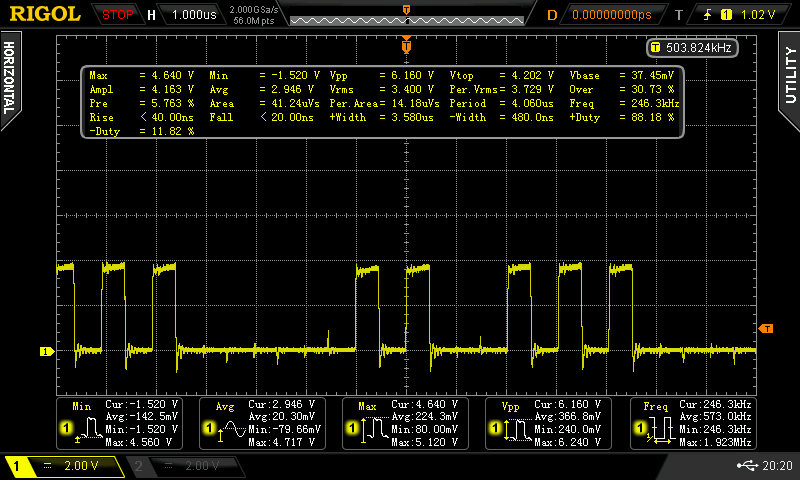 RIGOL STOP H 1.000us 2.000GSa/s 56.0M pts D 0.00000000ps T 1 1.02 V
HORIZONTAL
UTILITY
T 503.824kHz
Max = 4.640 V Min = -1.520 V Vpp = 6.160 V Vtop = 4.202 V Vbase = 37.45mV
Ampl = 4.163 V Avg = 2.946 V Vrms = 3.400 V Per.Vrms= 3.729 V Over = 30.73 %
Pre = 5.763 % Area = 41.24uVs Per.Area= 14.18uVs Period = 4.060us Freq = 246.3kHz
Rise < 40.00ns Fall < 20.00ns +Width = 3.580us -Width = 480.0ns +Duty = 88.18 %
-Duty = 11.82 %
T
1
T
Min Cur:-1.520 V
Avg:-142.5mV
1 Min:-1.520 V
Max: 4.560 V
Avg Cur: 2.946 V
Avg: 20.30mV
1 Min:-79.66mV
Max: 4.717 V
Max Cur: 4.640 V
Avg: 224.3mV
1 Min: 80.00mV
Max: 5.120 V
Vpp Cur: 6.160 V
Avg: 366.8mV
1 Min: 240.0mV
Max: 6.240 V
Freq Cur:246.3kHz
Avg:573.0kHz
1 Min:246.3kHz
Max:1.923MHz
1 2.00 V 2 2.00 V 20:20